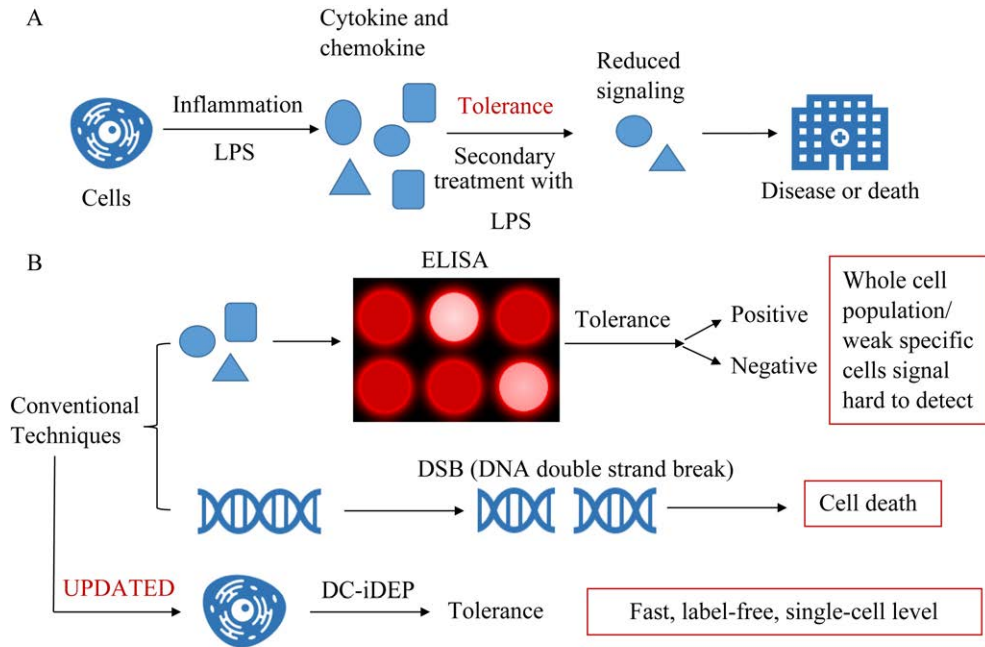 A
Cytokine and
chemokine
Inflammation
LPS
Cells
Tolerance
Secondary
treatment with
LPS
Reduced
signaling
Disease or death
B
ELISA
Tolerance
Positive
Negative
Whole cell
population/
weak specific
cells signal
hard to detect
Conventional
Techniques
DSB (DNA double strand break)
Cell death
UPDATED
DC-iDEP
Tolerance
Fast, label-free, single-cell level